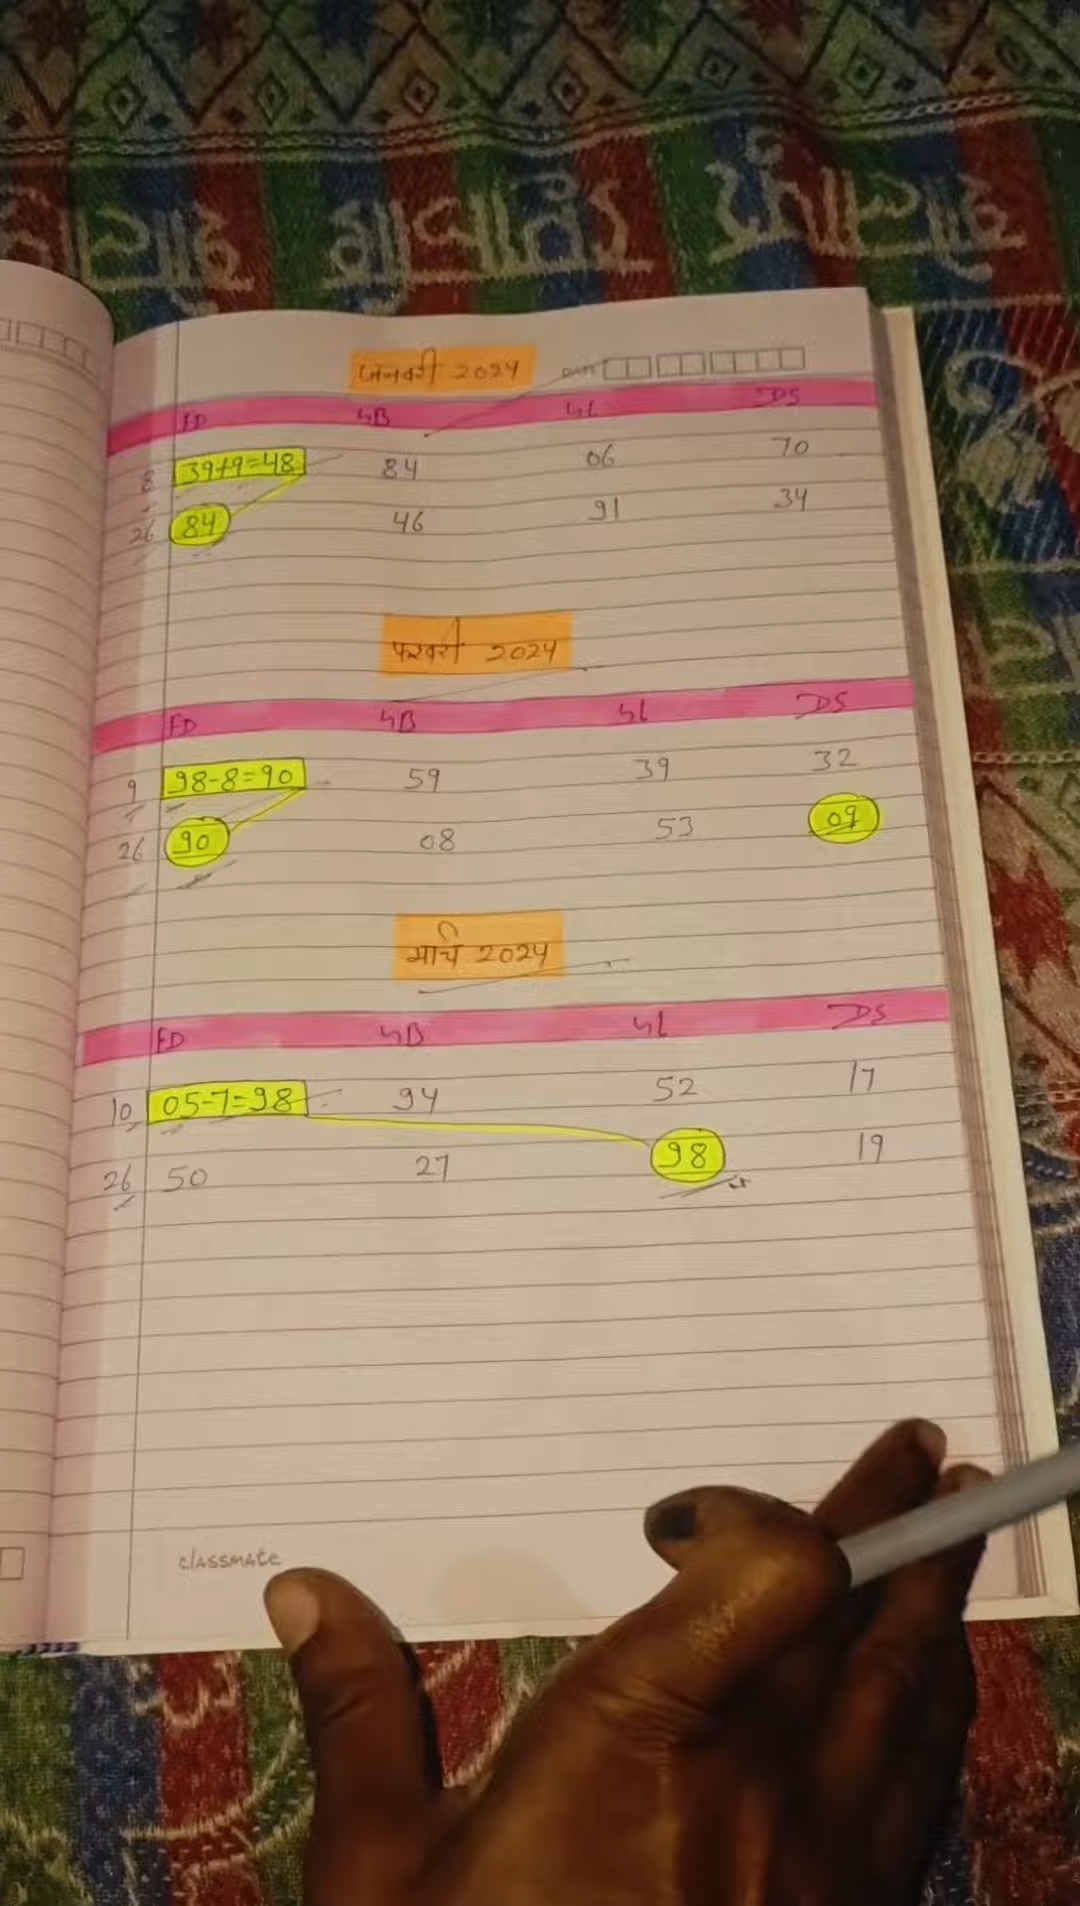 जनवरी 2024 DATE
FD GB GL DS
8 39+9=48 84 06 70
26 84 46 91 34
फरवरी 2024
FD GB GL DS
9 98-8=90 59 39 32
26 90 08 53 09
मार्च 2024
FD GB GL DS
10 05-7=98 94 52 17
26 50 27 98 19
classmate